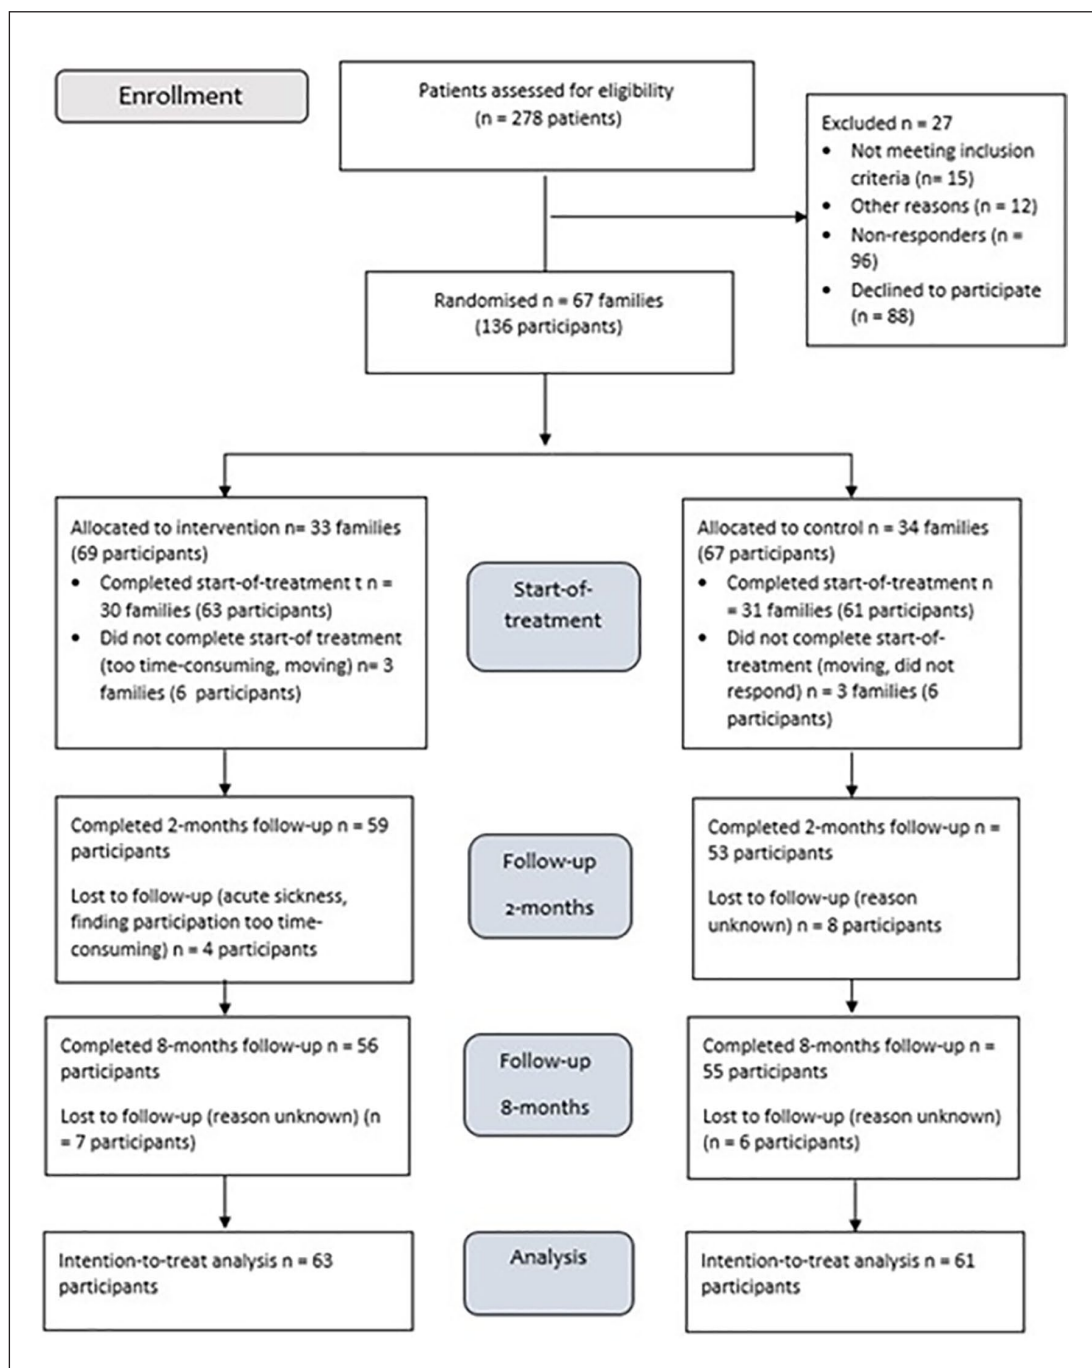 Enrollment
Patients assessed for eligibility
(n = 278 patients)
Excluded n = 27
• Not meeting inclusion
criteria (n= 15)
• Other reasons (n = 12)
• Non-responders (n =
96)
• Declined to participate
(n = 88)
Randomised n = 67 families
(136 participants)
Allocated to intervention n= 33 families
(69 participants)
• Completed start-of-treatment t n =
30 families (63 participants)
• Did not complete start-of treatment
(too time-consuming, moving) n= 3
families (6 participants)
Start-of-
treatment
Allocated to control n = 34 families
(67 participants)
• Completed start-of-treatment n
= 31 families (61 participants)
• Did not complete start-of-
treatment (moving, did not
respond) n = 3 families (6
participants)
Completed 2-months follow-up n = 59
participants
Lost to follow-up (acute sickness,
finding participation too time-
consuming) n = 4 participants
Follow-up
2-months
Completed 2-months follow-up n =
53 participants
Lost to follow-up (reason
unknown) n = 8 participants
Completed 8-months follow-up n = 56
participants
Lost to follow-up (reason unknown) (n
= 7 participants)
Follow-up
8-months
Completed 8-months follow-up n =
55 participants
Lost to follow-up (reason unknown)
(n = 6 participants)
Intention-to-treat analysis n = 63
participants
Analysis
Intention-to-treat analysis n = 61
participants